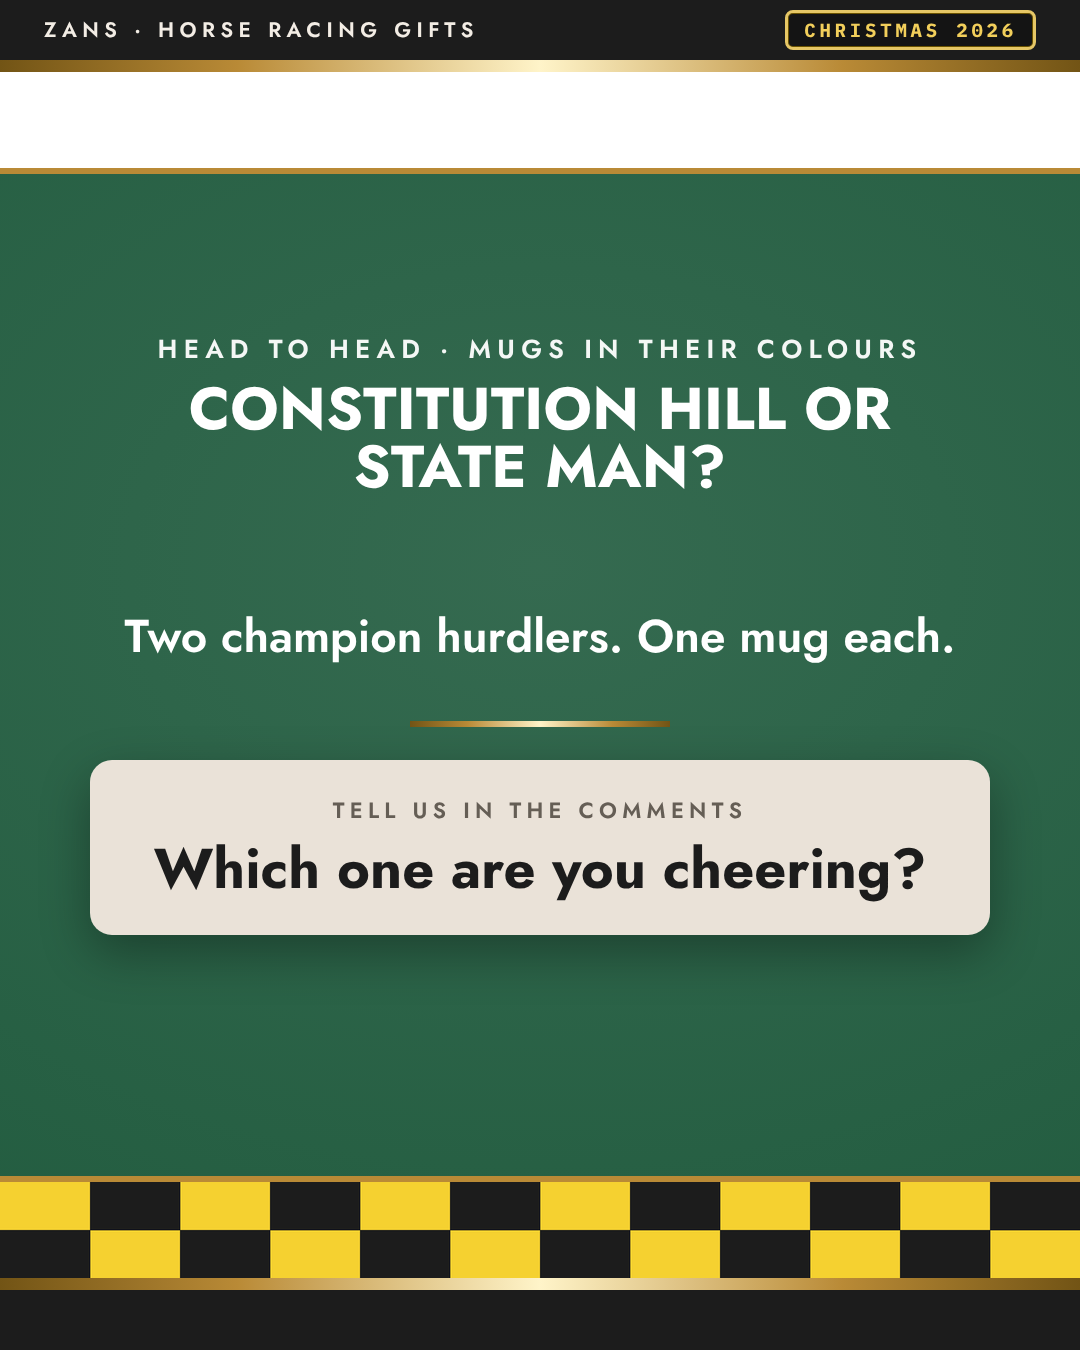 ZANS · HORSE RACING GIFTS
CHRISTMAS 2026
HEAD TO HEAD · MUGS IN THEIR COLOURS
CONSTITUTION HILL OR
STATE MAN?
Two champion hurdlers. One mug each.
TELL US IN THE COMMENTS
Which one are you cheering?